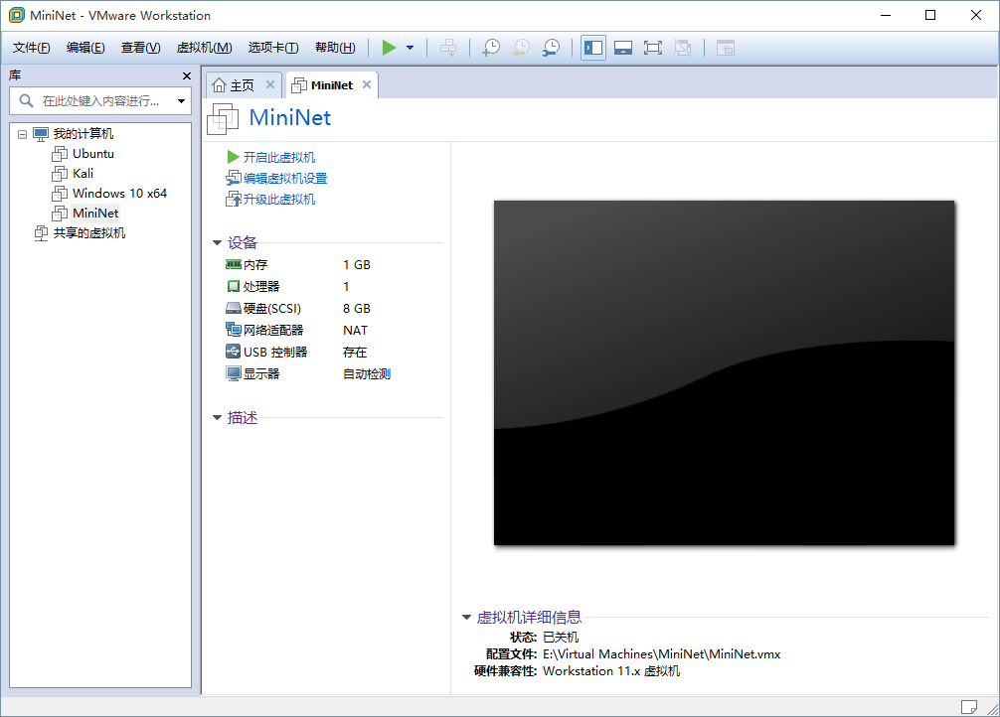 MiniNet - VMware Workstation
文件(F) 编辑(E) 查看(V) 虚拟机(M) 选项卡(T) 帮助(H)
库
在此处键入内容进行...
我的计算机
Ubuntu
Kali
Windows 10 x64
MiniNet
共享的虚拟机
主页 MiniNet
MiniNet
开启此虚拟机
编辑虚拟机设置
升级此虚拟机
设备
内存 1 GB
处理器 1
硬盘(SCSI) 8 GB
网络适配器 NAT
USB 控制器 存在
显示器 自动检测
描述
虚拟机详细信息
状态: 已关机
配置文件: E:\Virtual Machines\MiniNet\MiniNet.vmx
硬件兼容性: Workstation 11.x 虚拟机